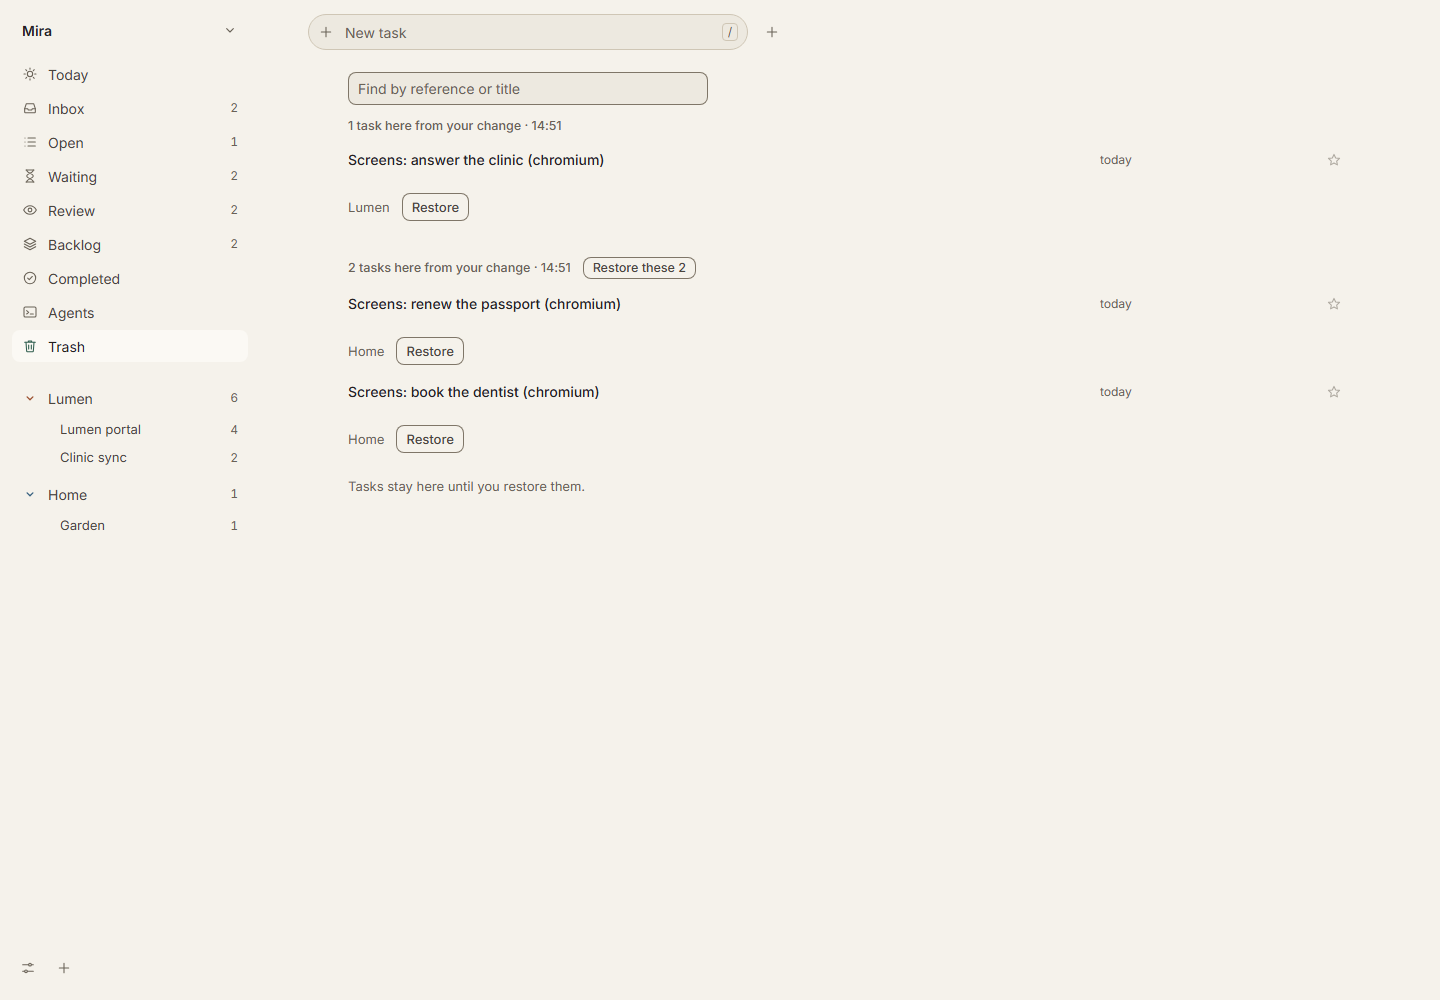 Mira
Today
Inbox 2
Open 1
Waiting 2
Review 2
Backlog 2
Completed
Agents
Trash
Lumen 6
Lumen portal 4
Clinic sync 2
Home 1
Garden 1
New task /
Find by reference or title
1 task here from your change · 14:51
Screens: answer the clinic (chromium) today
Lumen Restore
2 tasks here from your change · 14:51 Restore these 2
Screens: renew the passport (chromium) today
Home Restore
Screens: book the dentist (chromium) today
Home Restore
Tasks stay here until you restore them.